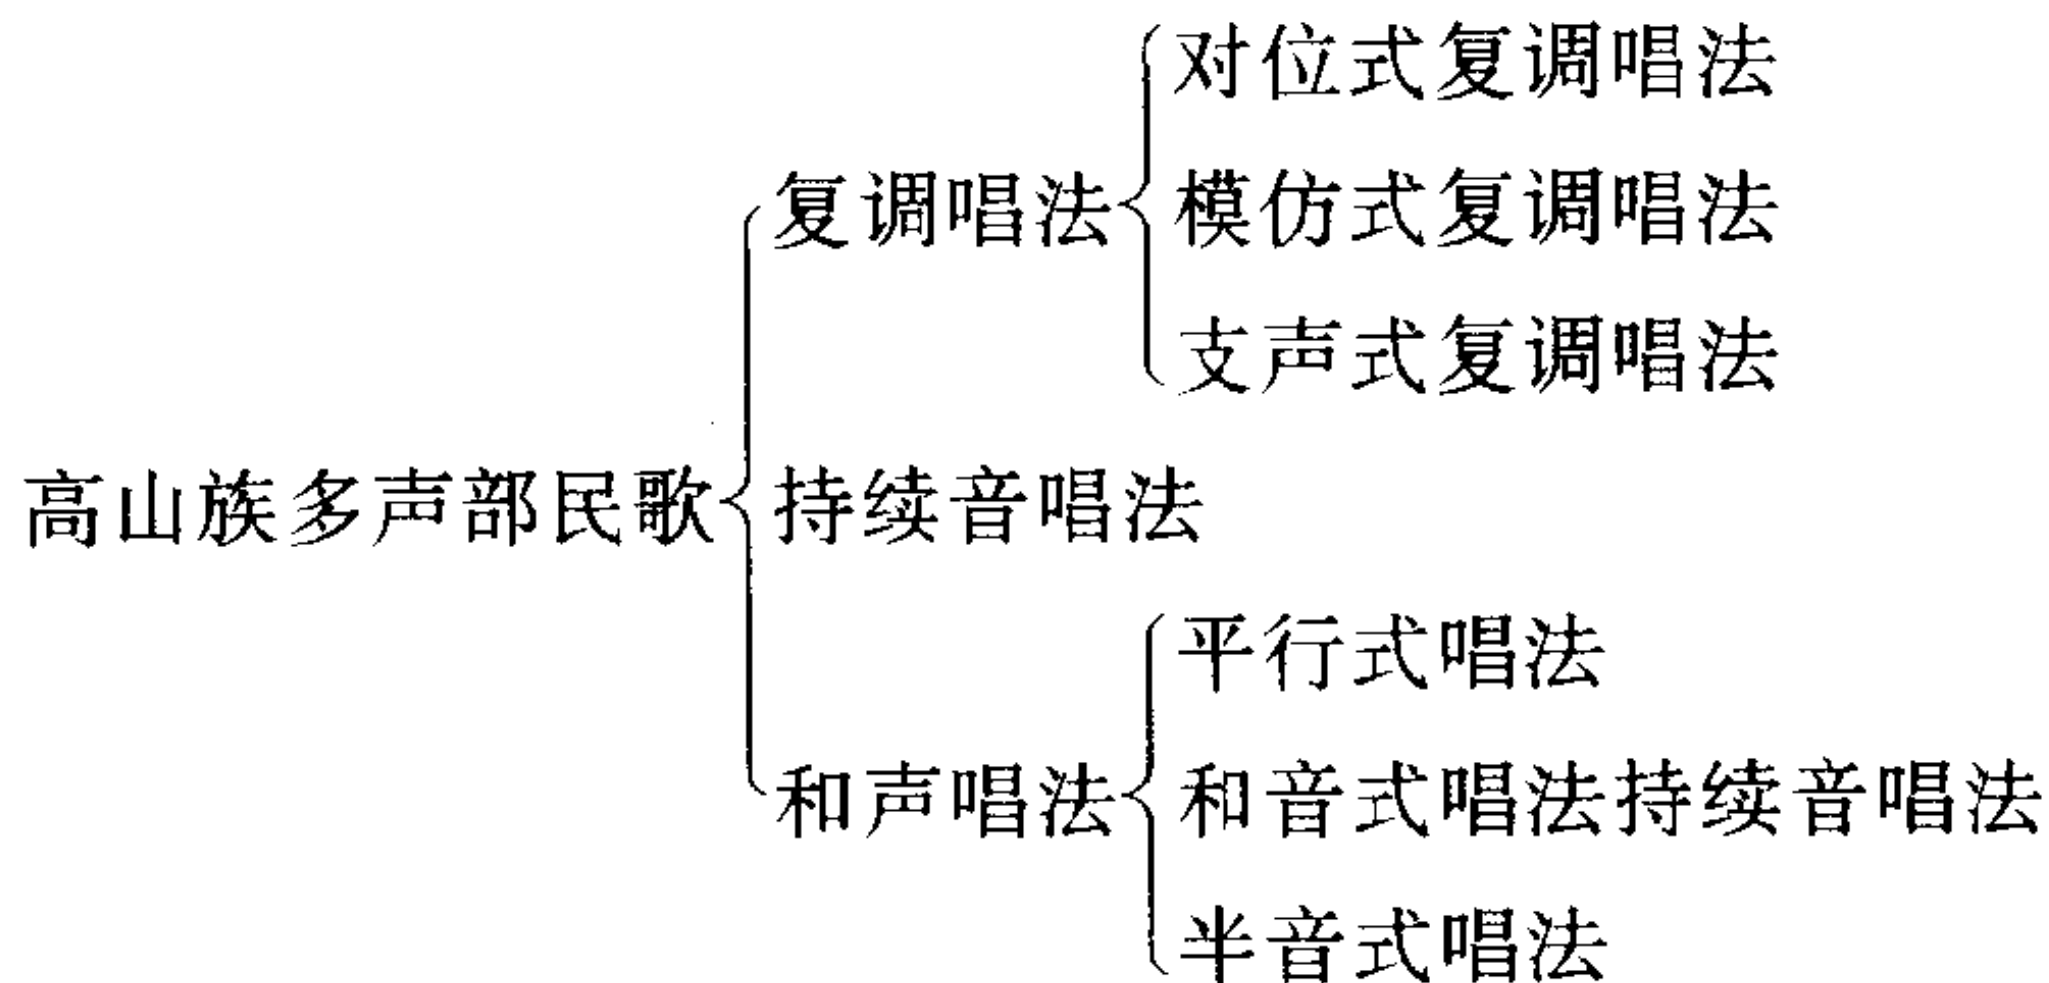 对位式复调唱法
复调唱法 模仿式复调唱法
支声式复调唱法
高山族多声部民歌 持续音唱法
平行式唱法
和声唱法 和音式唱法持续音唱法
半音式唱法